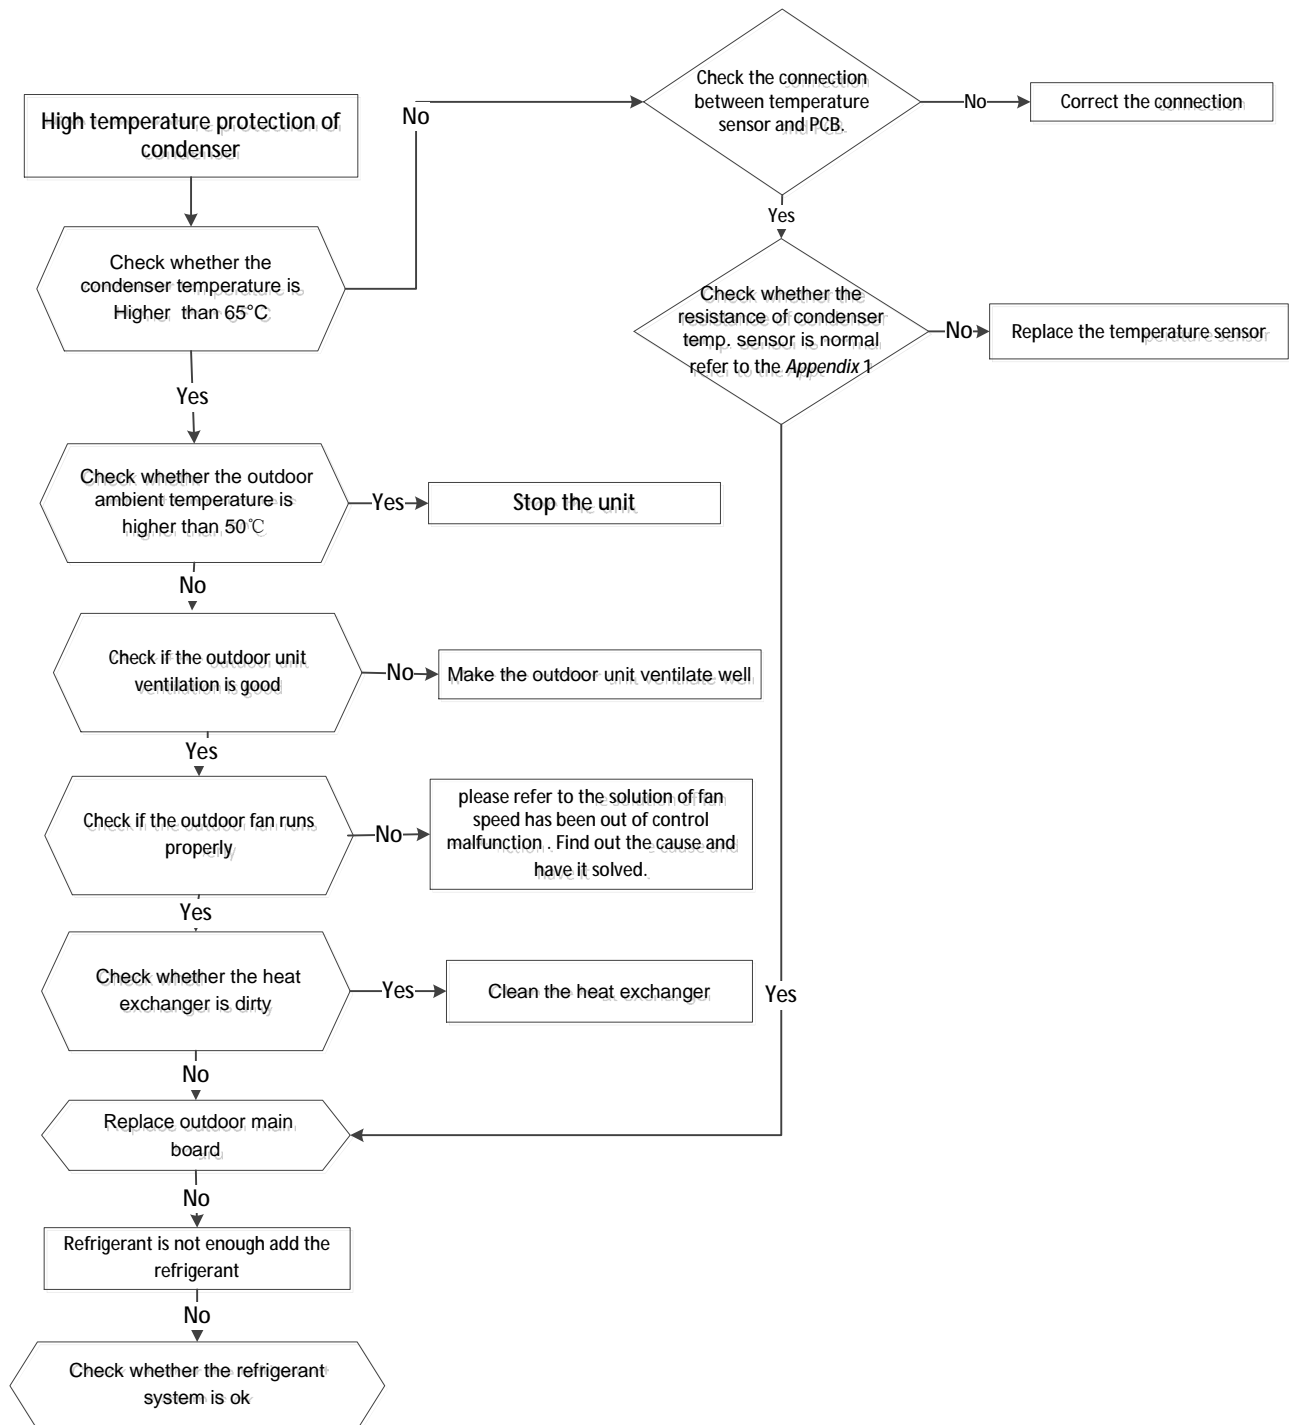 High temperature protection of
condenser
No
Check the connection
between temperature
sensor and PCB.
No
Correct the connection
Yes
Check whether the
condenser temperature is
Higher than 65°C
Check whether the
resistance of condenser
temp. sensor is normal
refer to the Appendix 1
No
Replace the temperature sensor
Yes
Check whether the outdoor
ambient temperature is
higher than 50℃
Yes
Stop the unit
No
Check if the outdoor unit
ventilation is good
No
Make the outdoor unit ventilate well
Yes
Check if the outdoor fan runs
properly
No
please refer to the solution of fan
speed has been out of control
malfunction . Find out the cause and
have it solved.
Yes
Check whether the heat
exchanger is dirty
Yes
Clean the heat exchanger
Yes
No
Replace outdoor main
board
No
Refrigerant is not enough add the
refrigerant
No
Check whether the refrigerant
system is ok